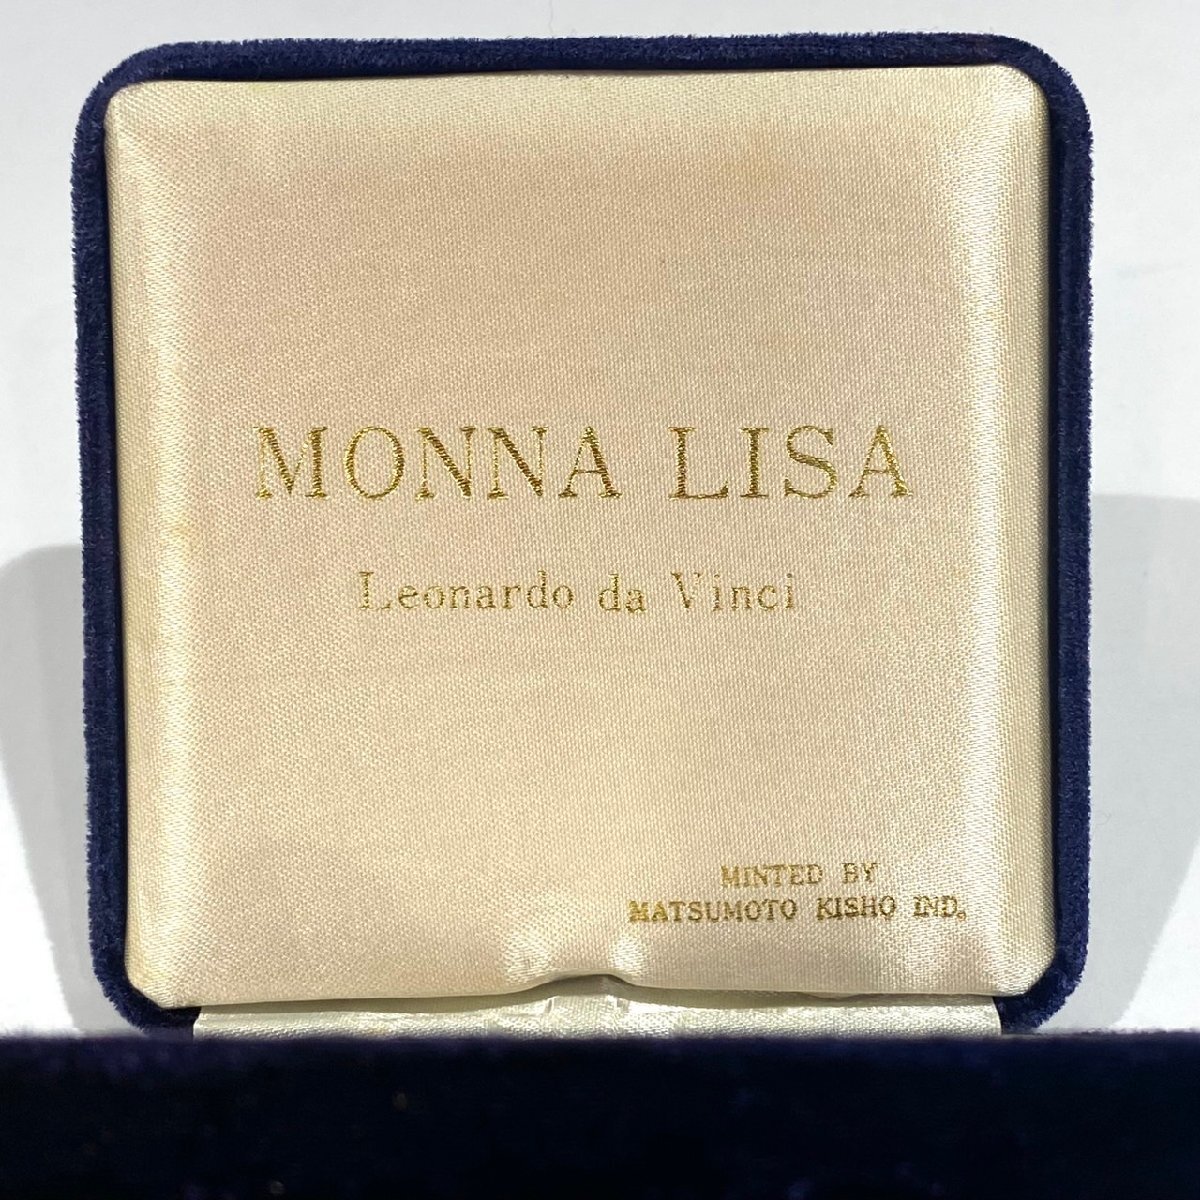 MONNA LISA
Leonardo da Vinci
MINTED BY
MATSUMOTO KISHO IND.